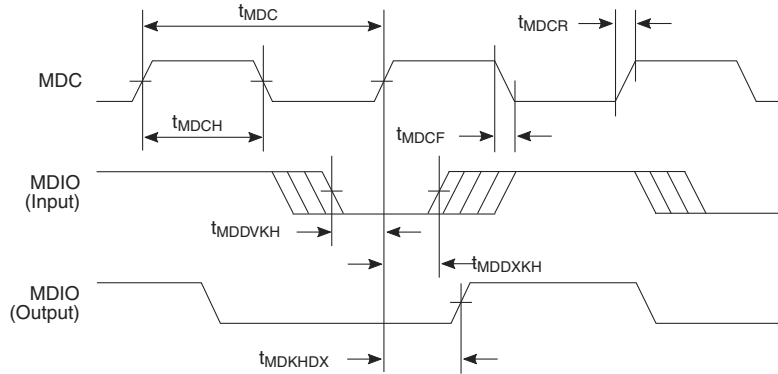 tMDC
tMDCR
MDC
tMDCH
tMDCF
MDIO
(Input)
tMDDVKH
tMDDXKH
MDIO
(Output)
tMDKHDX